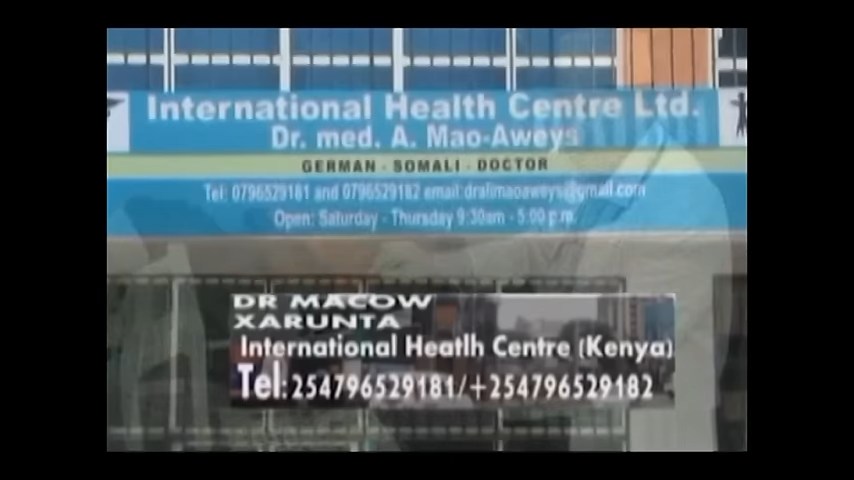 International Health Centre Ltd.
Dr. med. A. Mao-Aweys
GERMAN - SOMALI - DOCTOR
Tel: 0796529181 and 0796529182 email: dralimaoaweys@gmail.com
Open: Saturday - Thursday 9:30am - 5:00 p.m.
DR MACOW
XARUNTA
International Heatlh Centre (Kenya)
Tel: 254796529181/+254796529182